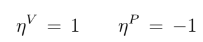 η^V = 1 η^P = −1